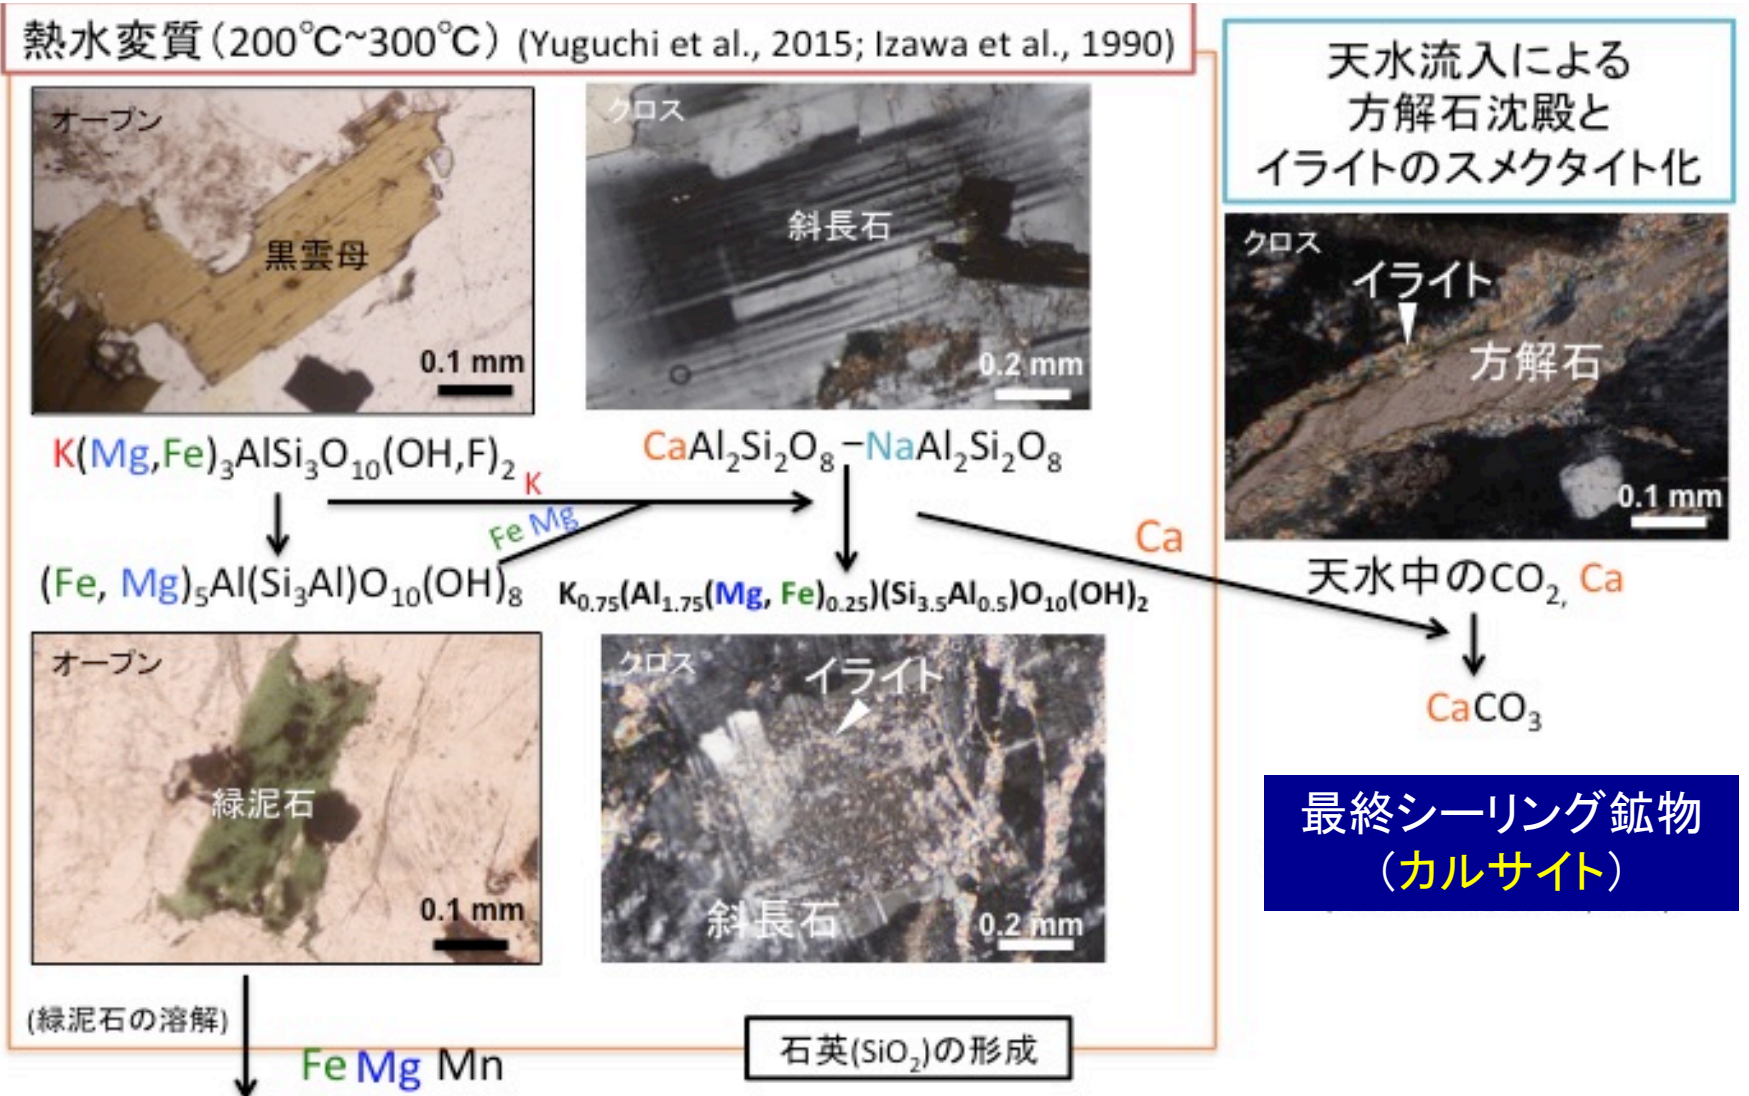 熱水変質(200℃~300℃) (Yuguchi et al., 2015; Izawa et al., 1990)
オープン
黒雲母
0.1 mm
クロス
斜長石
0.2 mm
K(Mg,Fe)₃AlSi₃O₁₀(OH,F)₂
CaAl₂Si₂O₈ –NaAl₂Si₂O₈
K
Fe Mg
(Fe, Mg)₅Al(Si₃Al)O₁₀(OH)₈
K₀.₇₅(Al₁.₇₅(Mg, Fe)₀.₂₅)(Si₃.₅Al₀.₅)O₁₀(OH)₂
オープン
緑泥石
0.1 mm
クロス
イライト
斜長石
0.2 mm
(緑泥石の溶解)
Fe Mg Mn
石英(SiO₂)の形成
天水流入による
方解石沈殿と
イライトのスメクタイト化
クロス
イライト
方解石
0.1 mm
Ca
天水中のCO₂, Ca
CaCO₃
最終シーリング鉱物
(カルサイト)